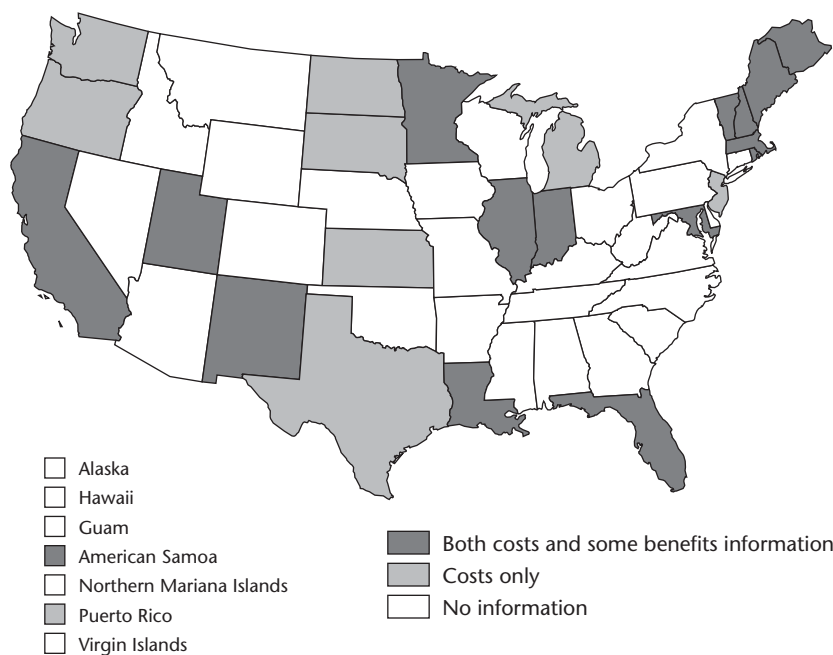 Alaska
Hawaii
Guam
American Samoa
Northern Mariana Islands
Puerto Rico
Virgin Islands
Both costs and some benefits information
Costs only
No information